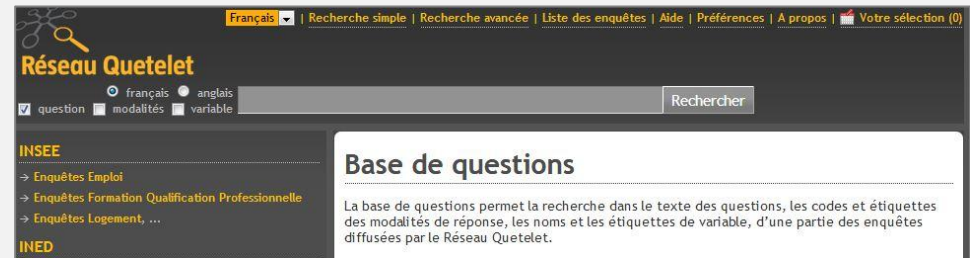 Français | Recherche simple | Recherche avancée | Liste des enquêtes | Aide | Préférences | A propos | Votre sélection (0)
Réseau Quetelet
français anglais
question modalités variable
Rechercher
INSEE
→ Enquêtes Emploi
→ Enquêtes Formation Qualification Professionnelle
→ Enquêtes Logement, ...
INED
Base de questions
La base de questions permet la recherche dans le texte des questions, les codes et étiquettes
des modalités de réponse, les noms et les étiquettes de variable, d'une partie des enquêtes
diffusées par le Réseau Quetelet.